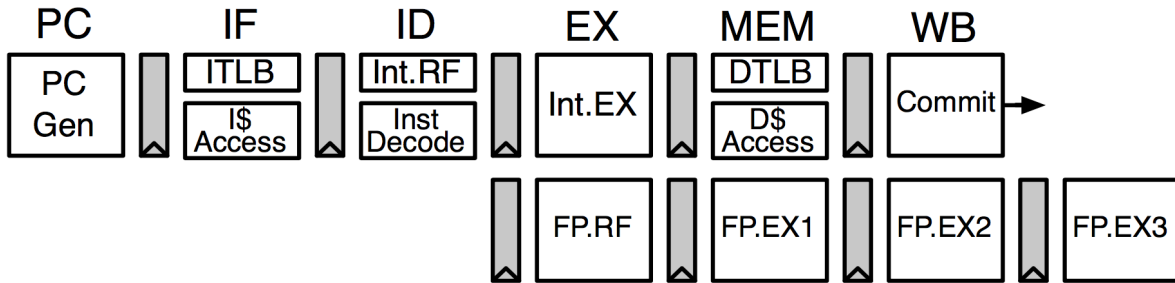 PC IF ID EX MEM WB
PC
Gen
ITLB
I$
Access
Int.RF
Inst
Decode
Int.EX
DTLB
D$
Access
Commit
FP.RF FP.EX1 FP.EX2 FP.EX3